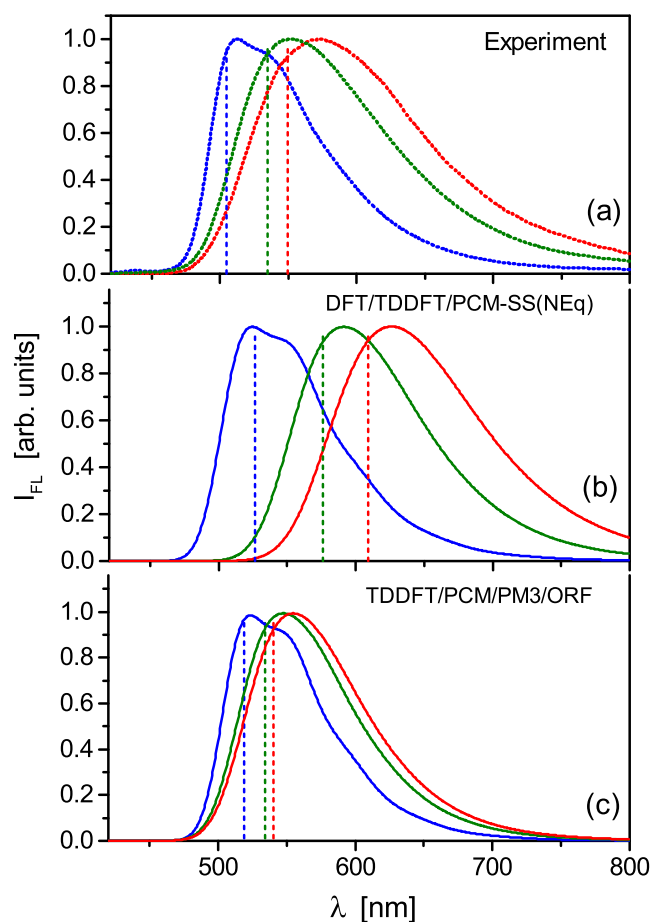 Experiment
1.0
0.8
0.6
0.4
0.2
0.0
(a)
DFT/TDDFT/PCM-SS(NEq)
1.0
0.8
0.6
0.4
0.2
0.0
(b)
I_FL [arb. units]
TDDFT/PCM/PM3/ORF
1.0
0.8
0.6
0.4
0.2
0.0
(c)
500 600 700 800
λ [nm]